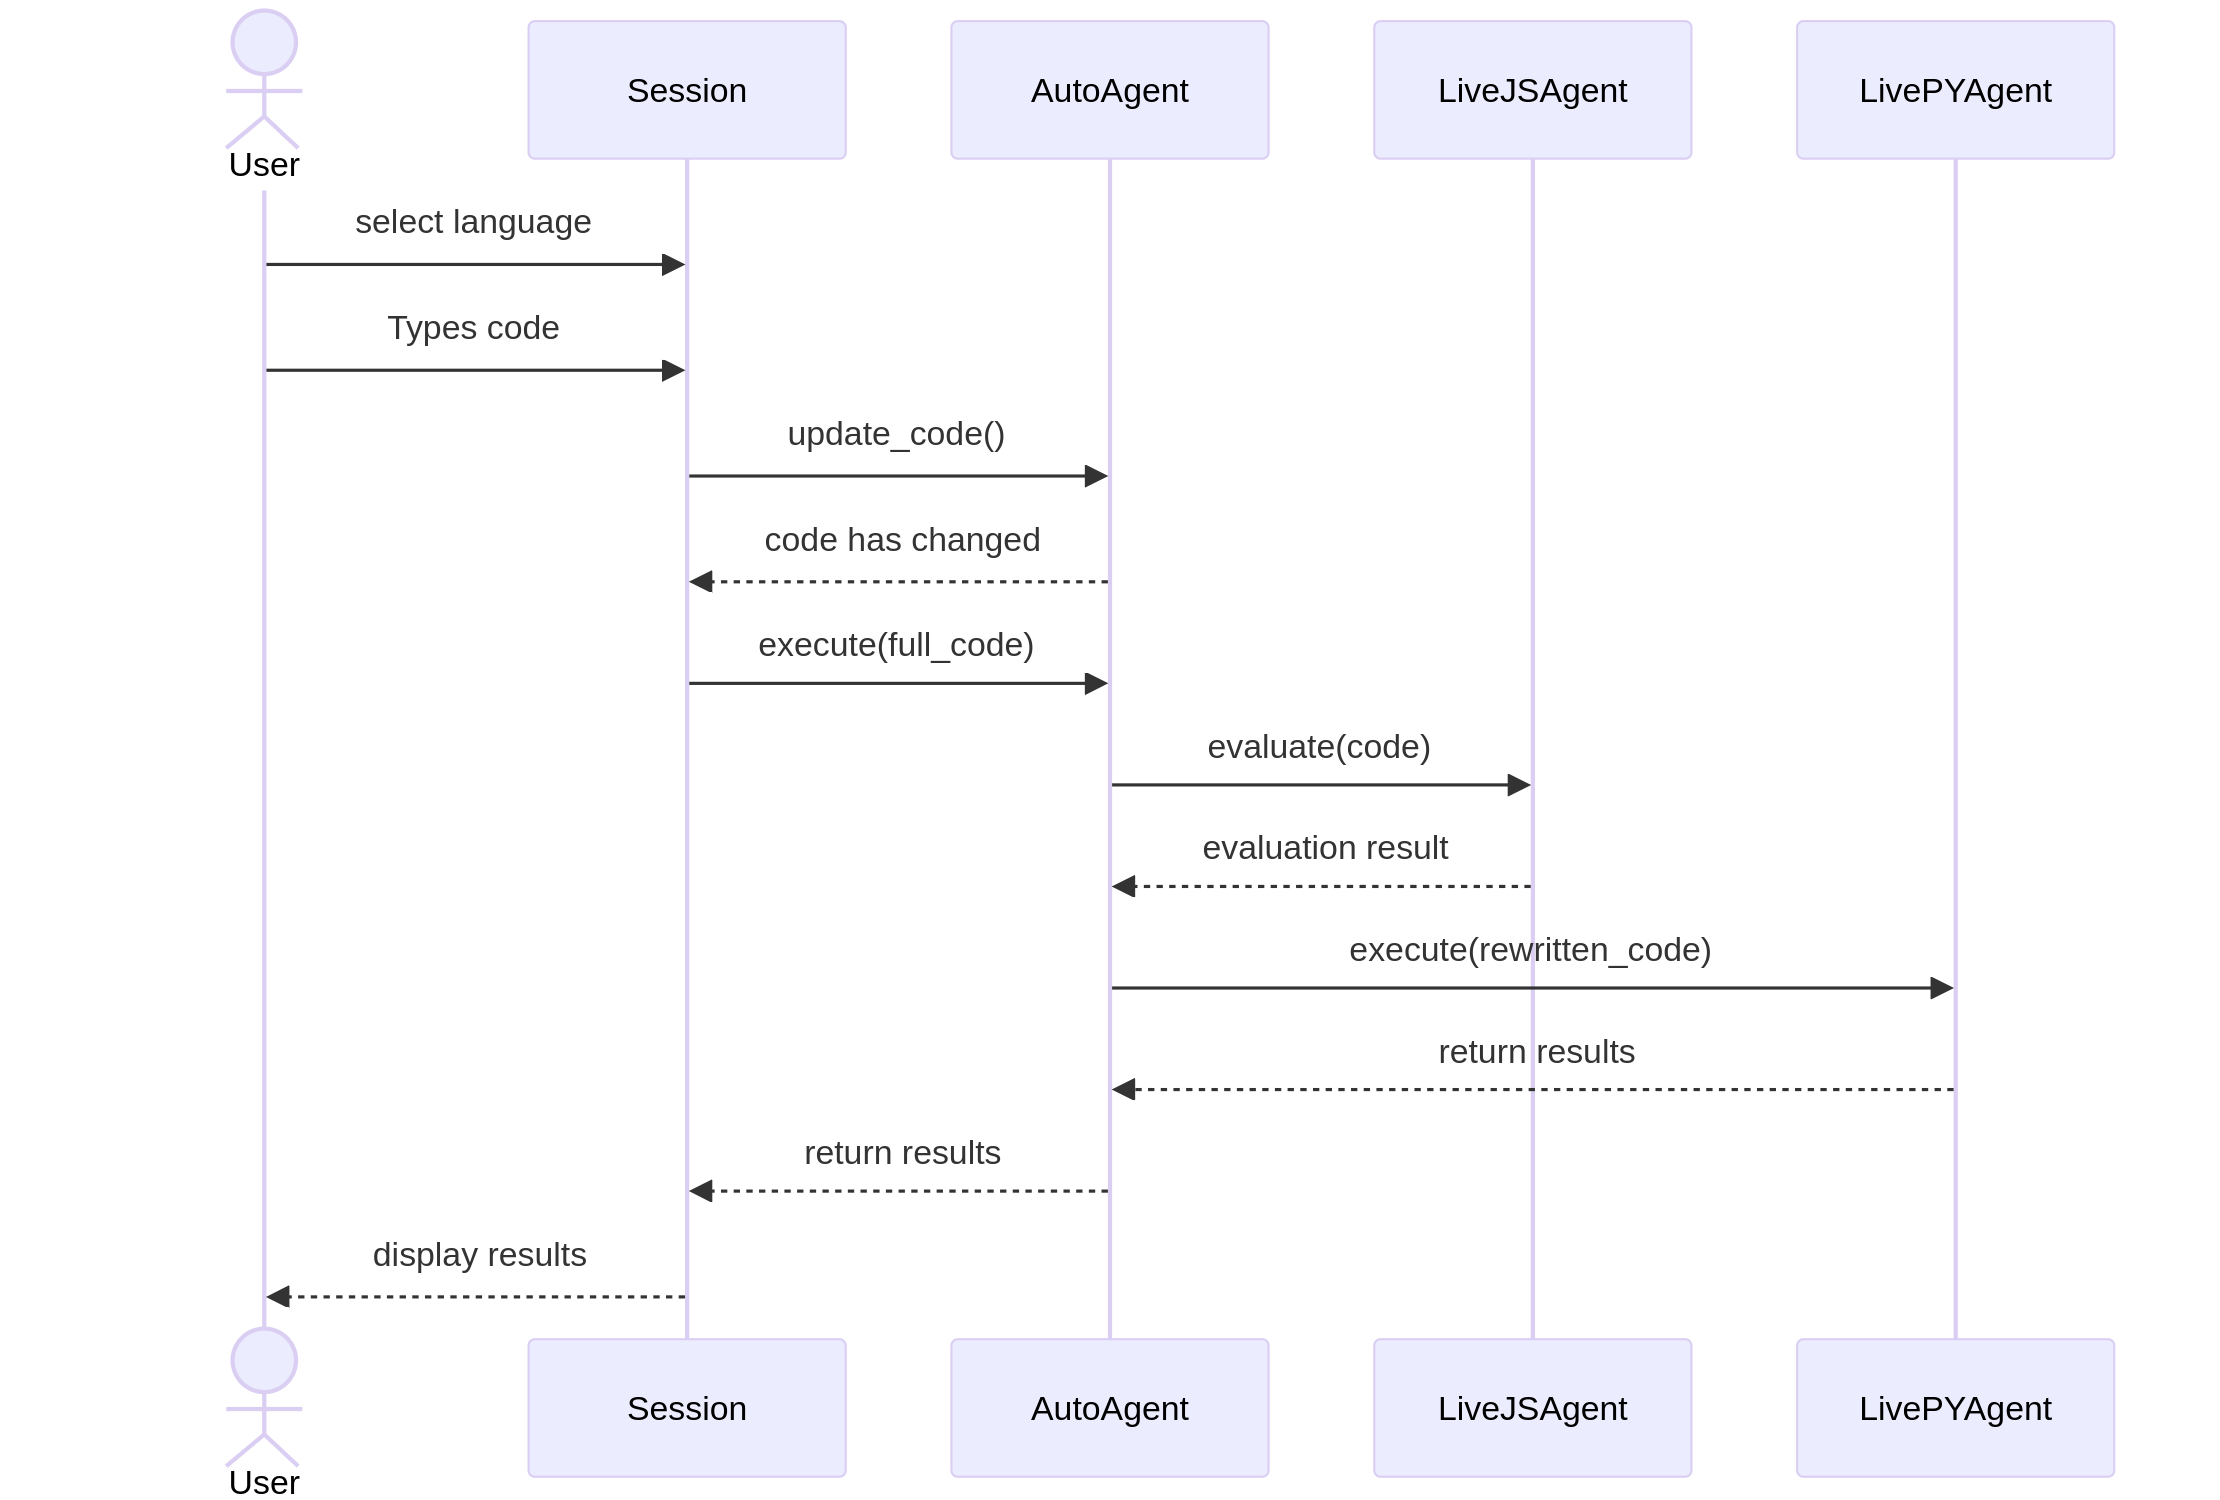 User
Session
AutoAgent
LiveJSAgent
LivePYAgent
select language
Types code
update_code()
code has changed
execute(full_code)
evaluate(code)
evaluation result
execute(rewritten_code)
return results
return results
display results
User
Session
AutoAgent
LiveJSAgent
LivePYAgent